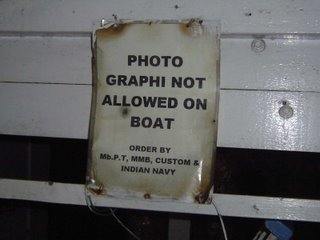 PHOTO
GRAPHI NOT
ALLOWED ON
BOAT
ORDER BY
Mb.P.T, MMB, CUSTOM &
INDIAN NAVY